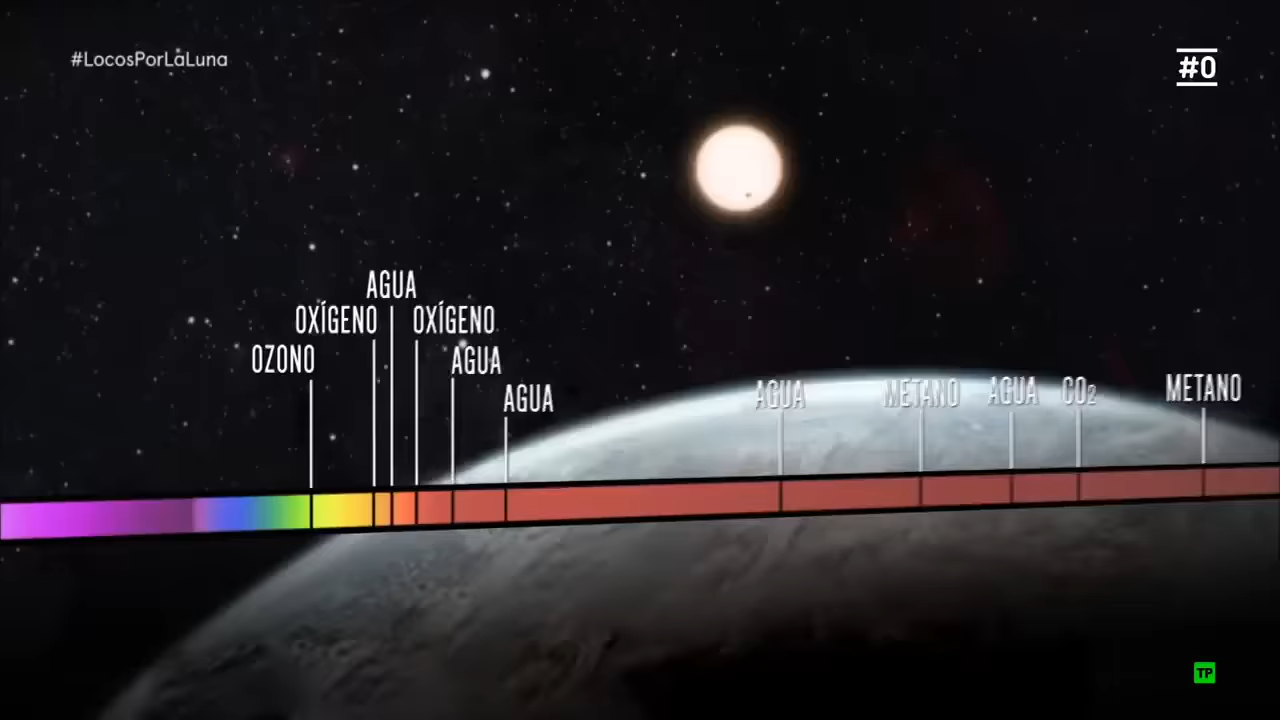 #LocosPorLaLuna
#0
AGUA
OXÍGENO
OXÍGENO
OZONO
AGUA
AGUA
AGUA
METANO
AGUA
CO₂
METANO
TP